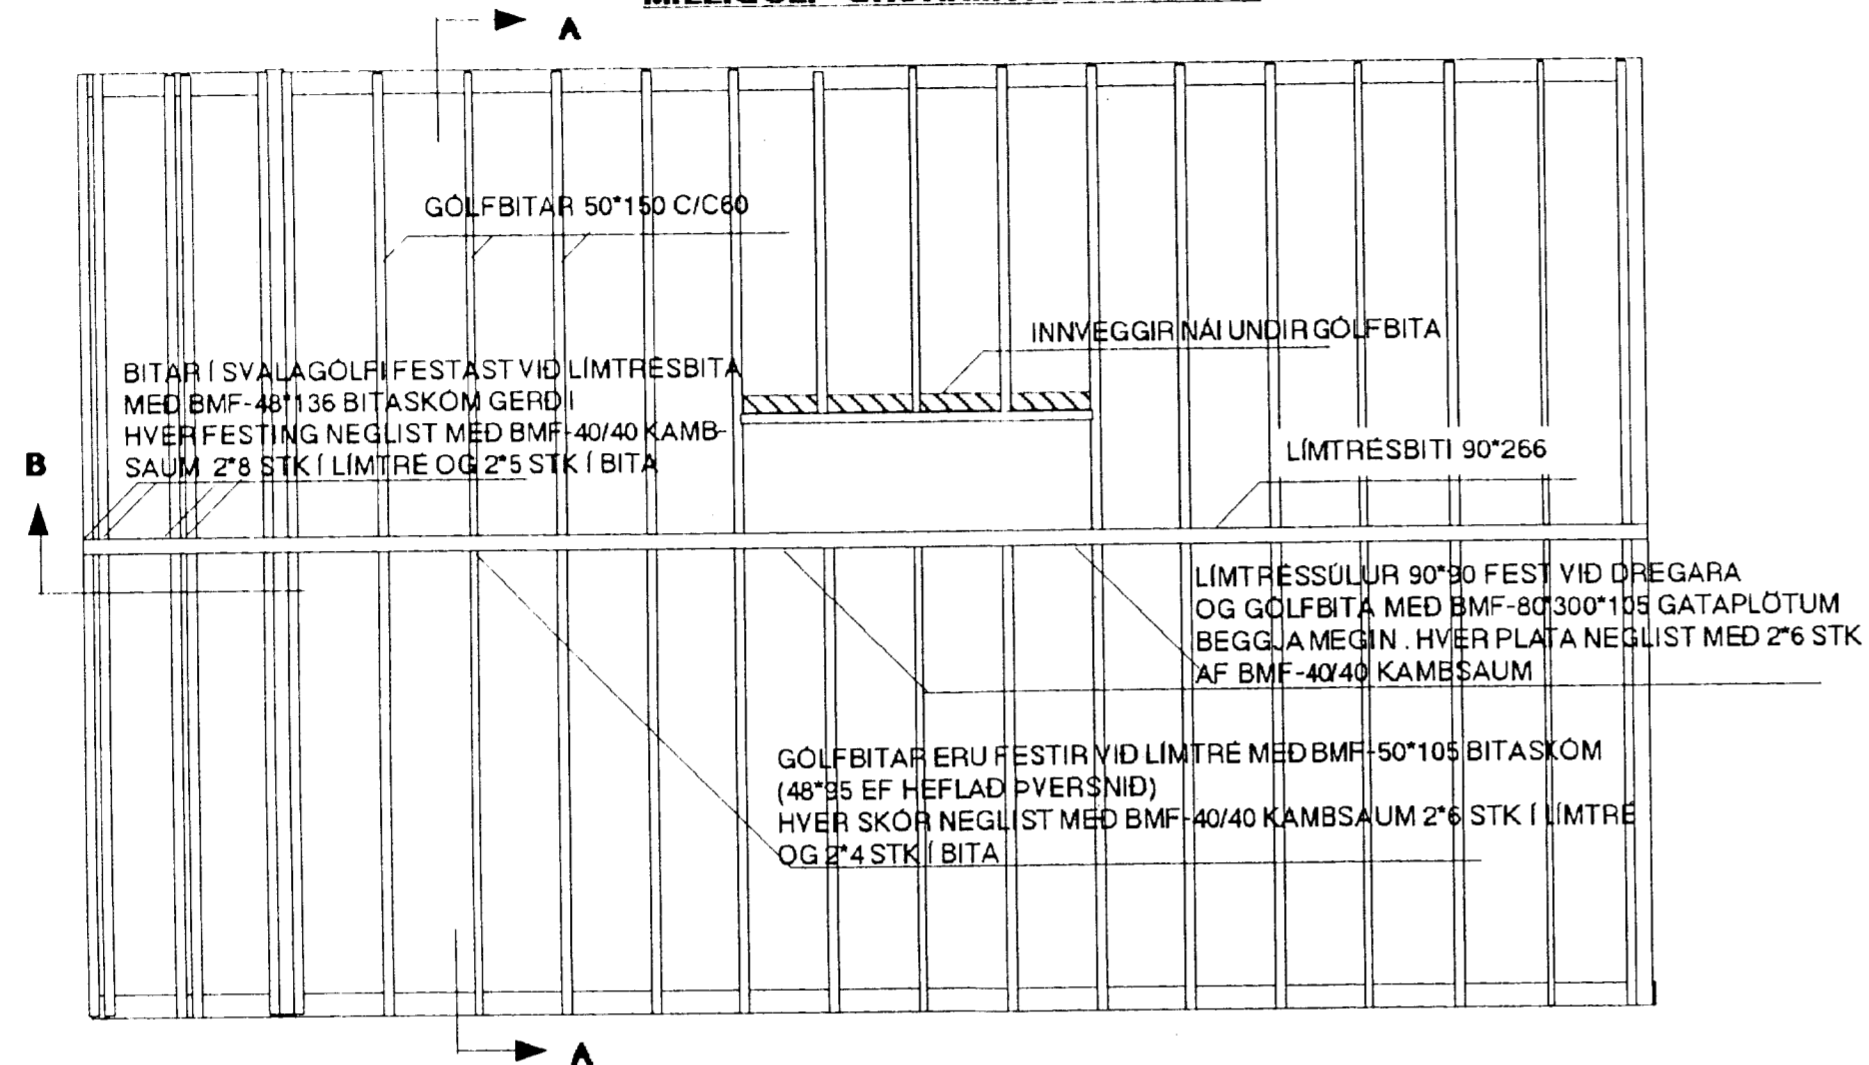 A
GÓLFBITAR 50*150 C/C60
INNVEGGIR NÁI UNDIR GÓLFBITA
BITAR Í SVALAGÓLFI FESTAST VIÐ LÍMTRÉSBITA
MEÐ BMF-48*136 BITASKÓM GERÐ I
HVER FESTING NEGLIST MEÐ BMF-40/40 KAMB-
SAUM 2*8 STK Í LÍMTRÉ OG 2*5 STK Í BITA
B
LÍMTRÉSBITI 90*266
LÍMTRÉSSÚLUR 90*90 FEST VIÐ DREGARA
OG GÓLFBITA MEÐ BMF-80*300*105 GATAPLÖTUM
BEGGJA MEGIN . HVER PLATA NEGLIST MEÐ 2*6 STK
AF BMF-40/40 KAMBSAUM
GÓLFBITAR ERU FESTIR VIÐ LÍMTRÉ MEÐ BMF-50*105 BITASKÓM
(48*95 EF HEFLAÐ ÞVERSNIÐ)
HVER SKÓR NEGLIST MEÐ BMF-40/40 KAMBSAUM 2*6 STK Í LÍMTRÉ
OG 2*4 STK Í BITA
A